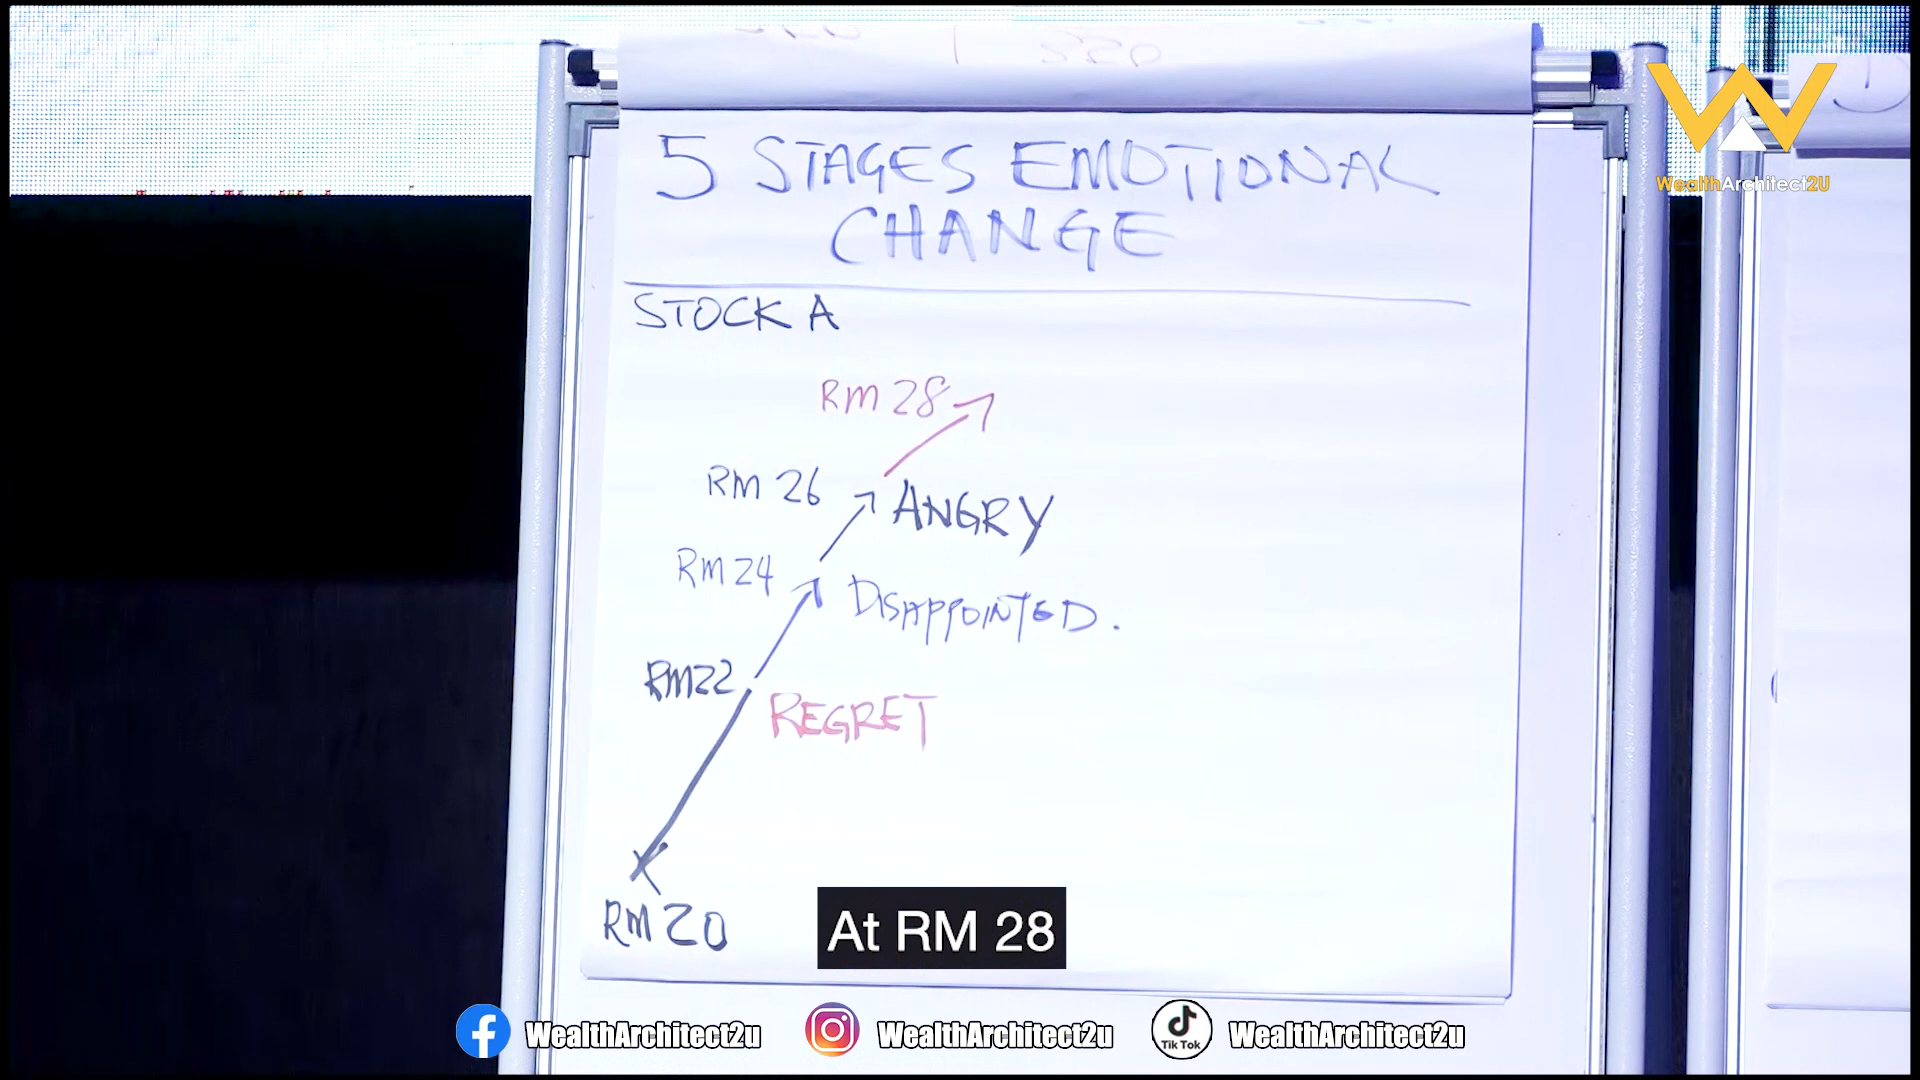 5 STAGES EMOTIONAL
CHANGE
STOCK A
RM 28
RM 26
ANGRY
RM 24
DISAPPOINTED.
RM22
REGRET
RM 20
At RM 28
WealthArchitect2U
WealthArchitect2u
WealthArchitect2u
Tik Tok
WealthArchitect2u